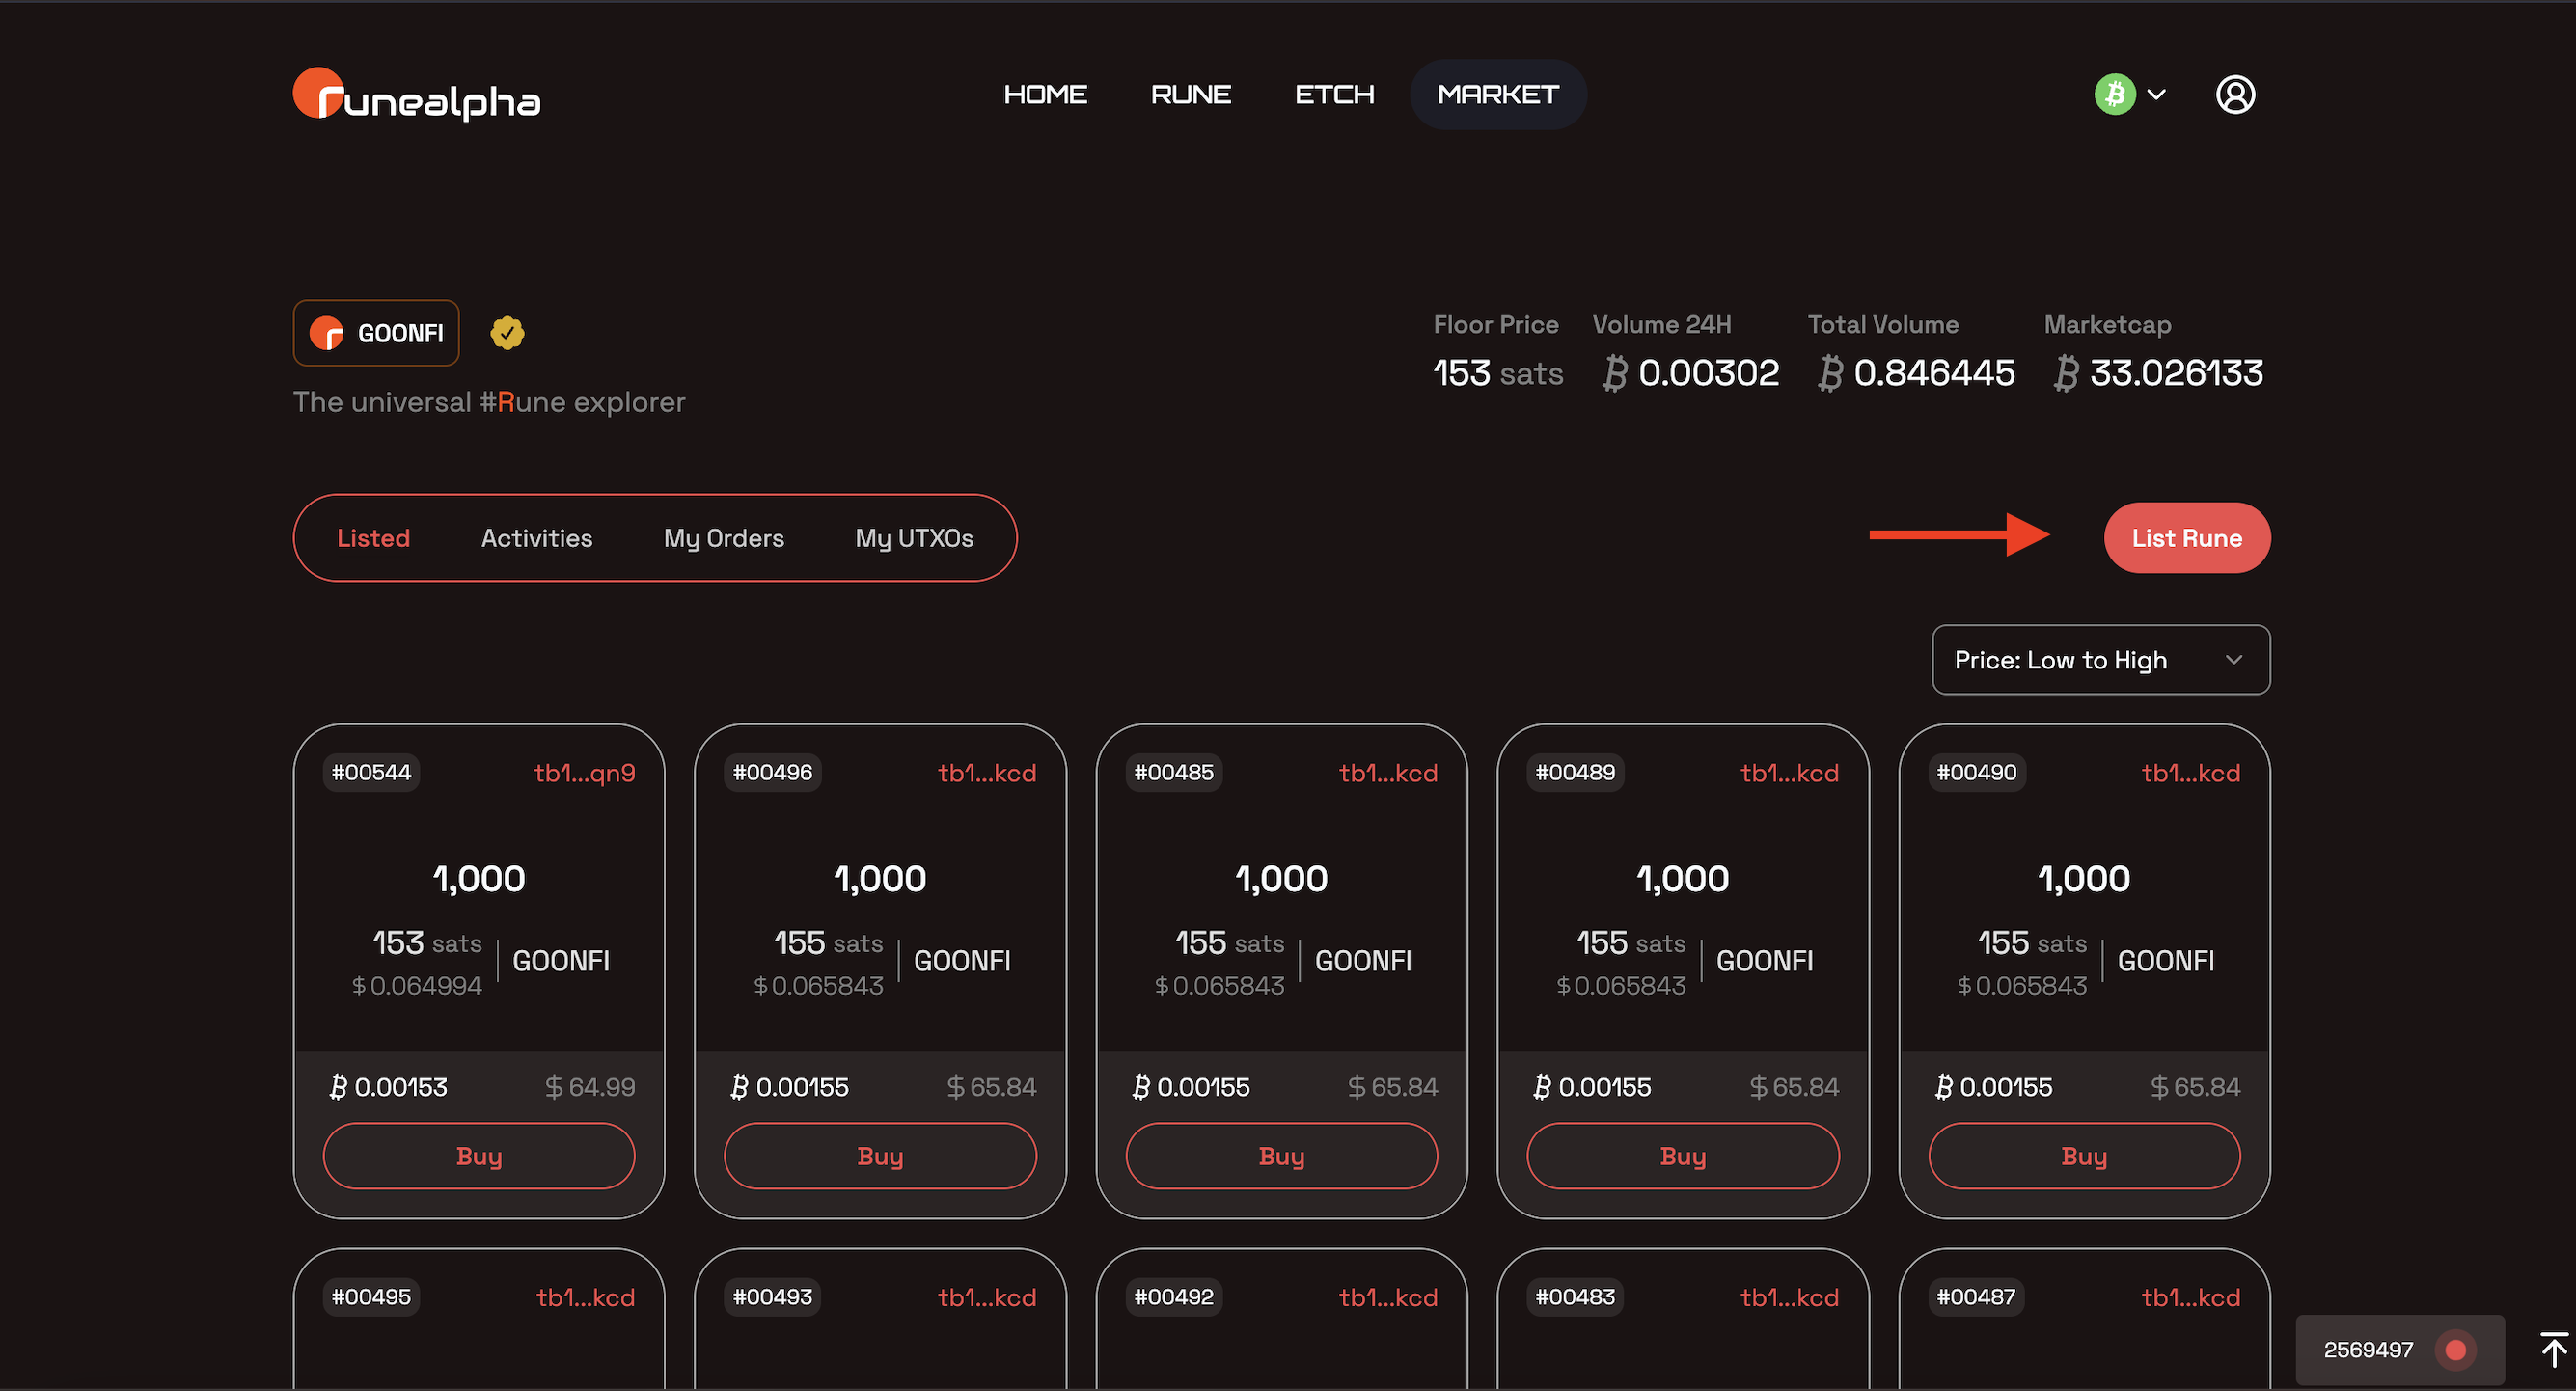 runealpha HOME RUNE ETCH MARKET
GOONFI
The universal #Rune explorer
Floor Price Volume 24H Total Volume Marketcap
153 sats ₿ 0.00302 ₿ 0.846445 ₿ 33.026133
Listed Activities My Orders My UTXOs List Rune
Price: Low to High
#00544 tb1...qn9 #00496 tb1...kcd #00485 tb1...kcd #00489 tb1...kcd #00490 tb1...kcd
1,000 1,000 1,000 1,000 1,000
153 sats GOONFI 155 sats GOONFI 155 sats GOONFI 155 sats GOONFI 155 sats GOONFI
$ 0.064994 $ 0.065843 $ 0.065843 $ 0.065843 $ 0.065843
₿ 0.00153 $ 64.99 ₿ 0.00155 $ 65.84 ₿ 0.00155 $ 65.84 ₿ 0.00155 $ 65.84 ₿ 0.00155 $ 65.84
Buy Buy Buy Buy Buy
#00495 tb1...kcd #00493 tb1...kcd #00492 tb1...kcd #00483 tb1...kcd #00487 tb1...kcd
2569497